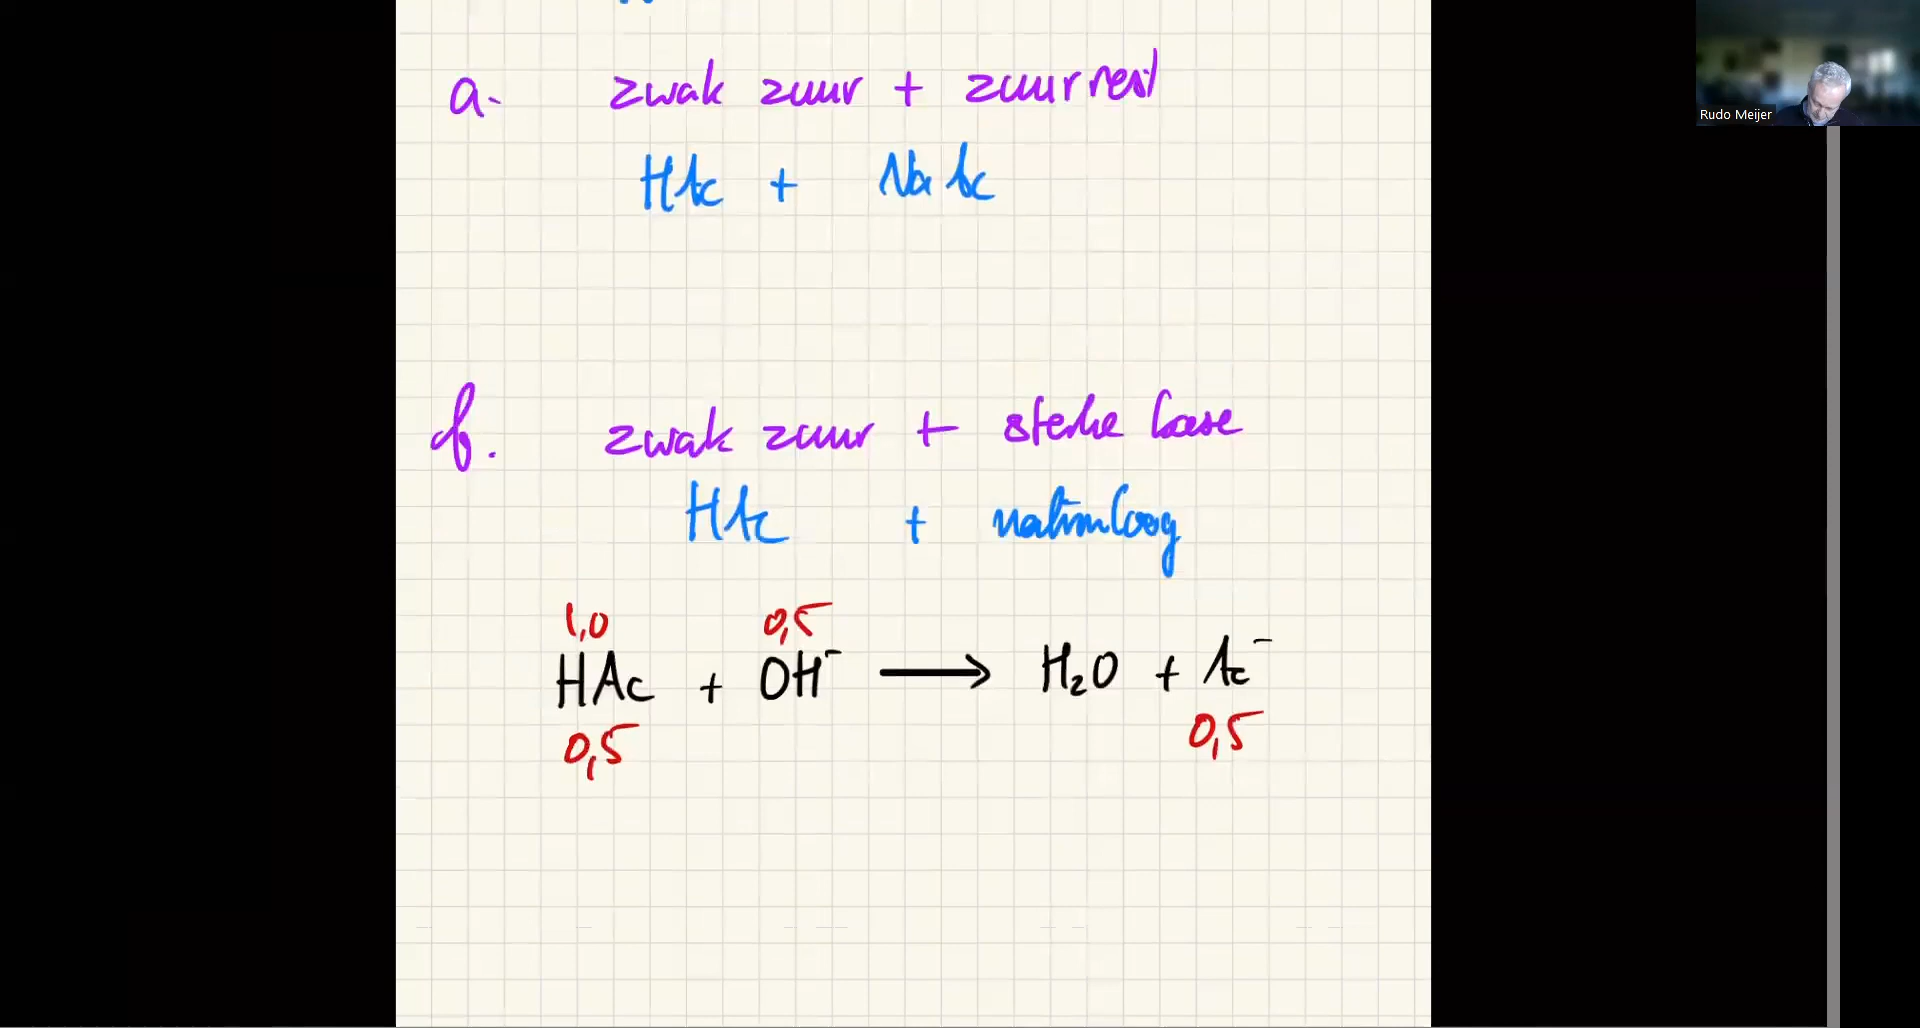 a. zwak zuur + zuurrest
HAc + NaAc
Rudo Meijer
b. zwak zuur + sterke base
HAc + natronloog
1,0 0,5
HAc + OH⁻ ⟶ H₂O + Ac⁻
0,5 0,5